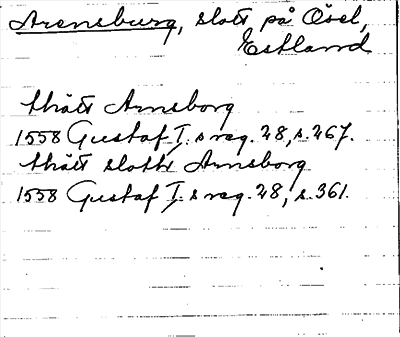 Arensburg, slott på Ösel,
Estland
thätt Arnsborg
1558 Gustaf I.s reg. 28, s. 267.
thätt slotht Arnsborg
1558 Gustaf I.s reg. 28, s. 361.